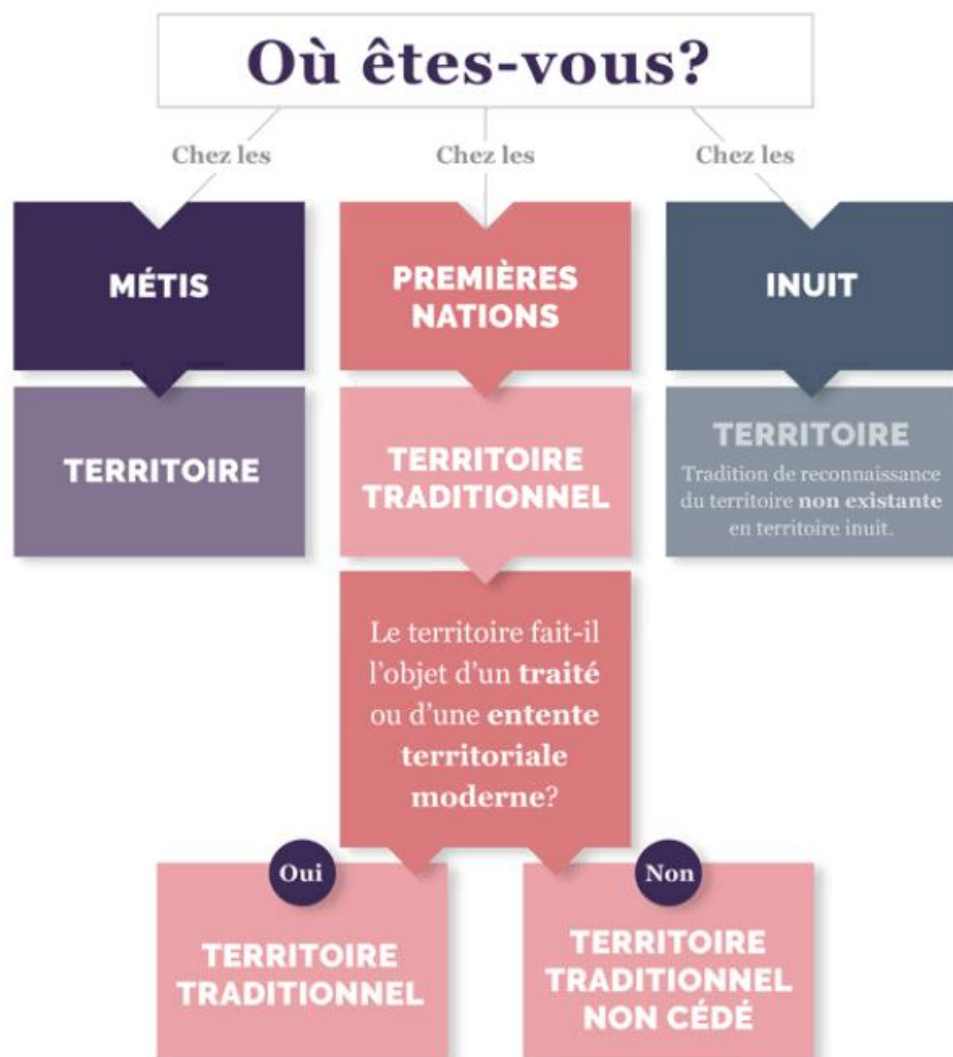 Où êtes-vous?
Chez les
Chez les
Chez les
MÉTIS
PREMIÈRES
NATIONS
INUIT
TERRITOIRE
TERRITOIRE
TRADITIONNEL
TERRITOIRE
Tradition de reconnaissance
du territoire non existante
en territoire inuit.
Le territoire fait-il
l’objet d’un traité
ou d’une entente
territoriale
moderne?
Oui
TERRITOIRE
TRADITIONNEL
Non
TERRITOIRE
TRADITIONNEL
NON CÉDÉ